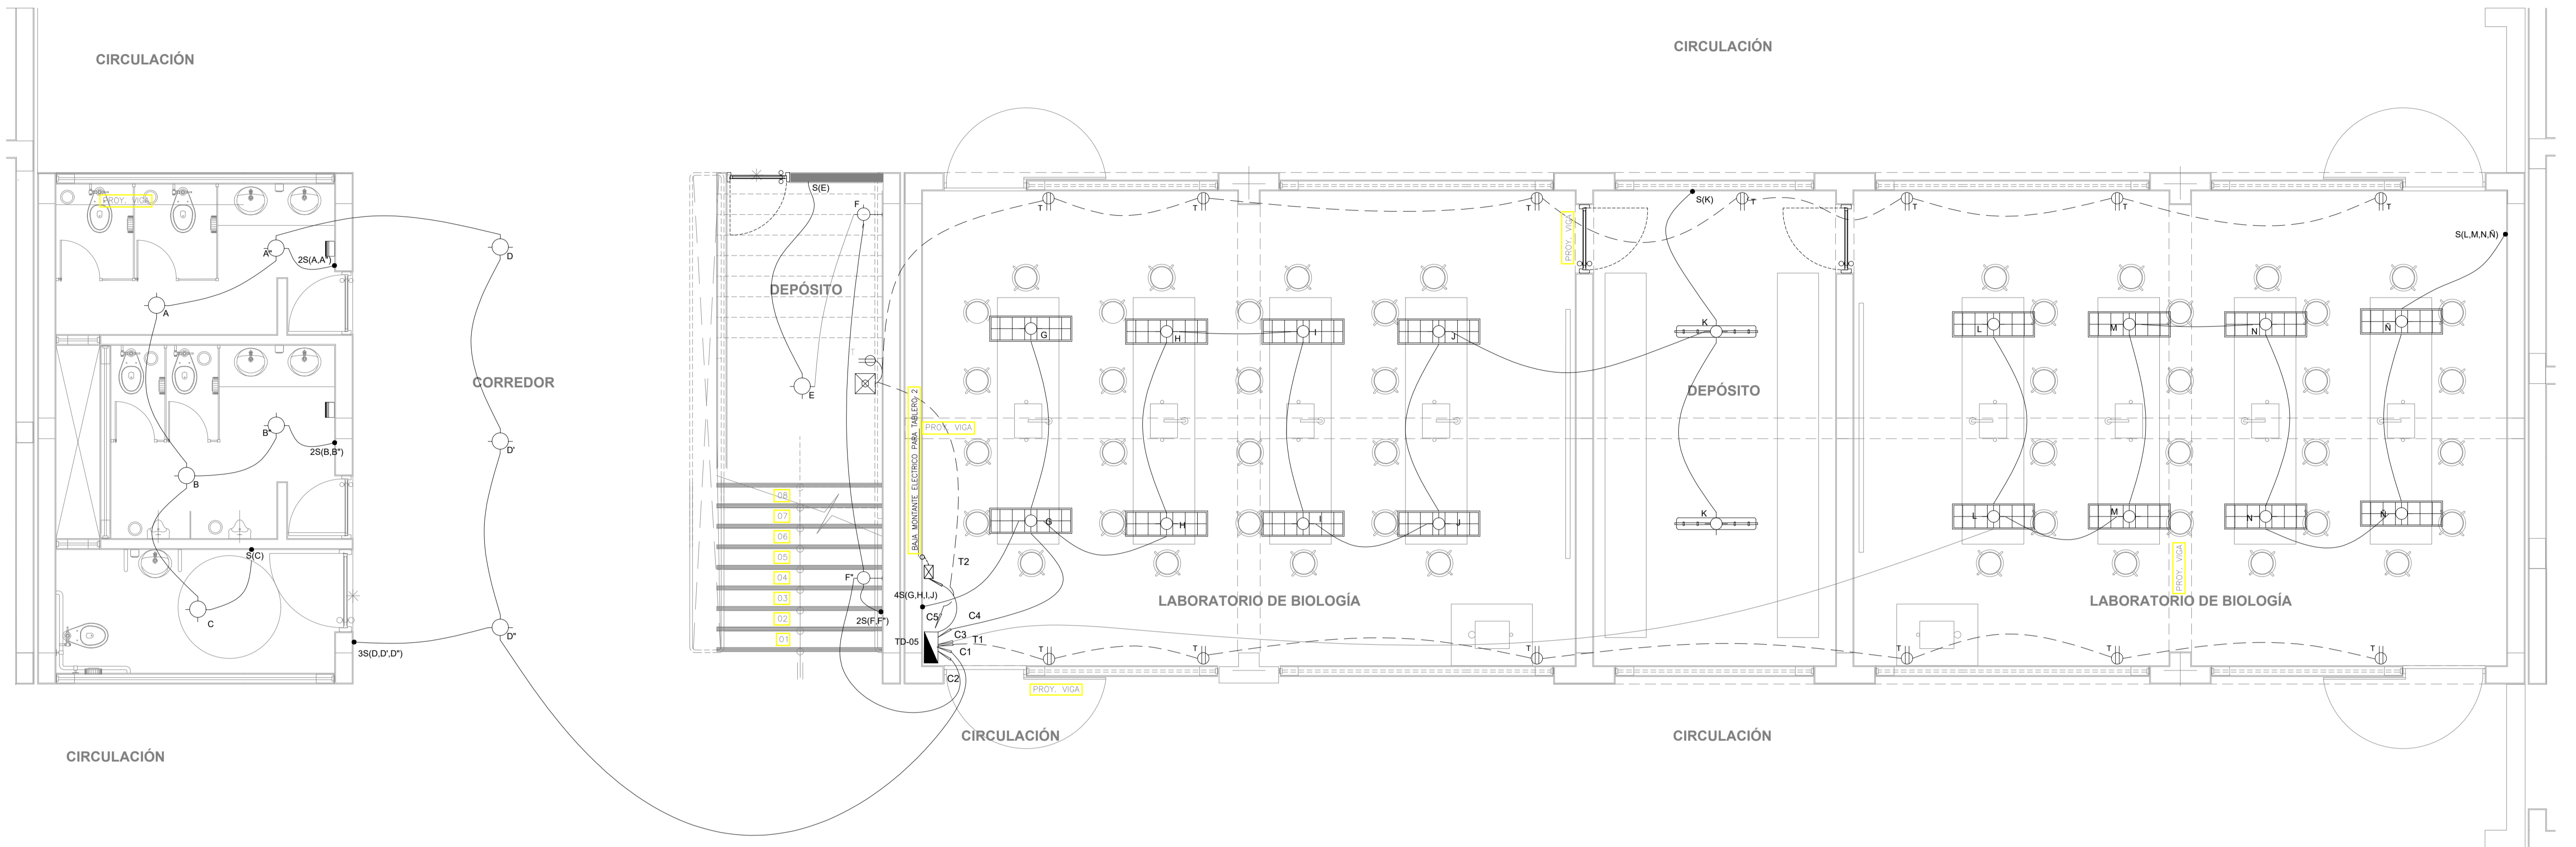 CIRCULACIÓN
CIRCULACIÓN
S(E)
PROY. VIGA
F
T
T
T
S(K)
T
T
T
T
PROY. VIGA
S(L,M,N,Ñ)
A"
2S(A,A")
D
DEPÓSITO
A
G
H
I
J
K
L
M
N
Ñ
CORREDOR
E
DEPÓSITO
BAJA MONTANTE ELECTRICO PARA TABLERO 2
PROY. VIGA
B"
2S(B,B")
D'
B
08
07
06
05
04
03
02
01
G
H
I
J
K
L
M
N
Ñ
S(C)
T2
F"
4S(G,H,I,J)
2S(F,F")
C
D"
3S(D,D',D")
C5
C4
C3
T1
TD-05
C1
C2
LABORATORIO DE BIOLOGÍA
LABORATORIO DE BIOLOGÍA
PROY. VIGA
T
T
T
T
T
T
PROY. VIGA
CIRCULACIÓN
CIRCULACIÓN
CIRCULACIÓN